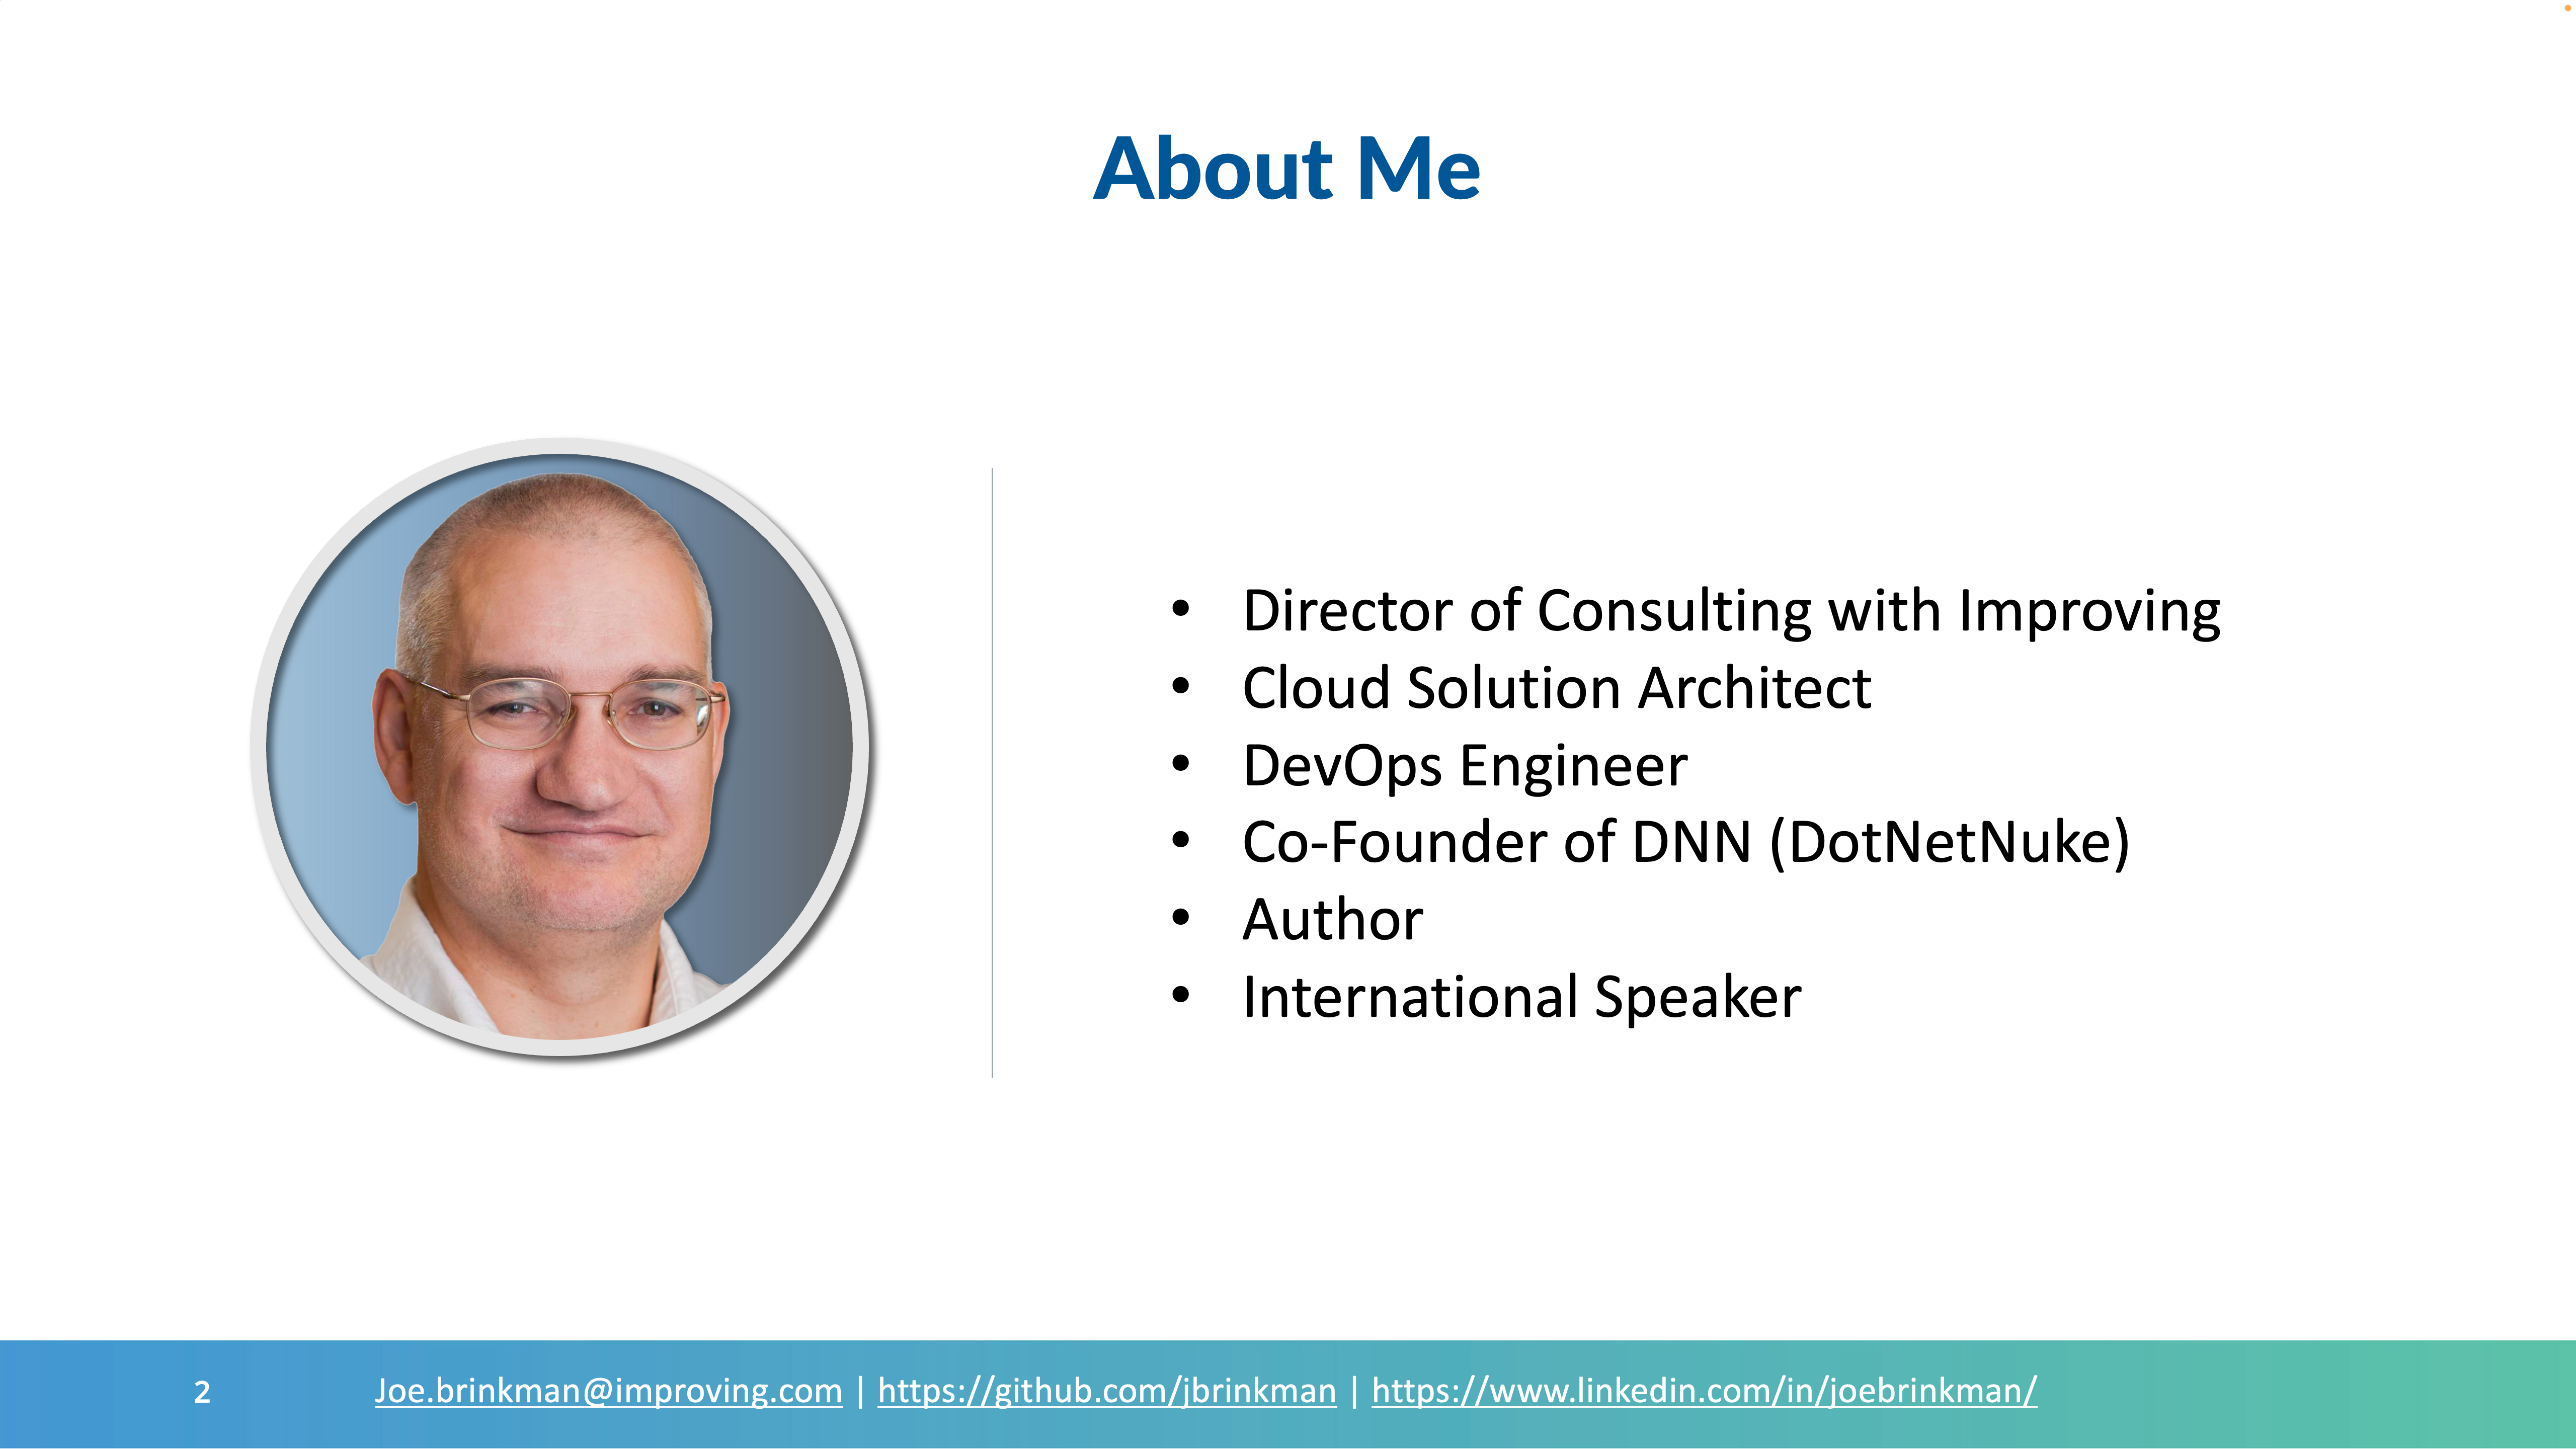 About Me
• Director of Consulting with Improving
• Cloud Solution Architect
• DevOps Engineer
• Co-Founder of DNN (DotNetNuke)
• Author
• International Speaker
2 Joe.brinkman@improving.com | https://github.com/jbrinkman | https://www.linkedin.com/in/joebrinkman/